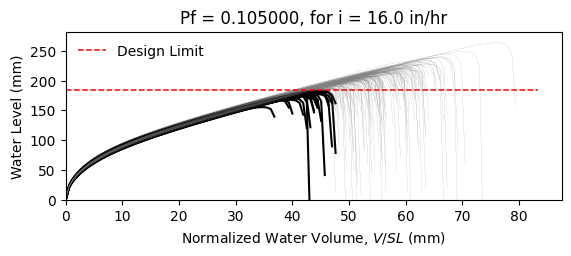 Pf = 0.105000, for i = 16.0 in/hr
Water Level (mm)
250
200
150
100
50
0
Design Limit
0 10 20 30 40 50 60 70 80
Normalized Water Volume, V/SL (mm)